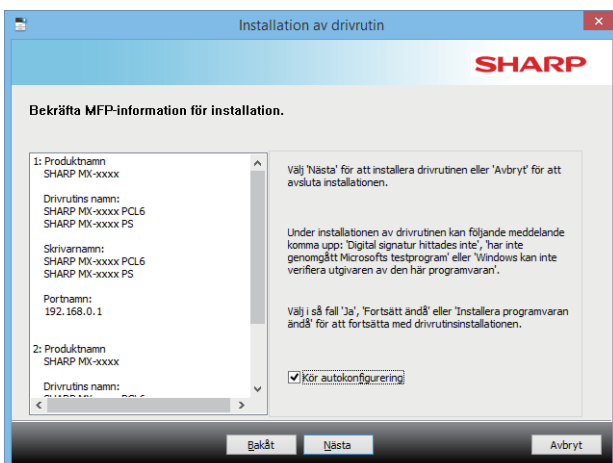 Installation av drivrutin
SHARP
Bekräfta MFP-information för installation.
1: Produktnamn
SHARP MX-xxxx
Drivrutins namn:
SHARP MX-xxxx PCL6
SHARP MX-xxxx PS
Skrivarnamn:
SHARP MX-xxxx PCL6
SHARP MX-xxxx PS
Portnamn:
192.168.0.1
2: Produktnamn
SHARP MX-xxxx
Drivrutins namn:
Välj 'Nästa' för att installera drivrutinen eller 'Avbryt' för att
avsluta installationen.
Under installationen av drivrutinen kan följande meddelande
komma upp: 'Digital signatur hittades inte', 'har inte
genomgått Microsofts testprogram' eller 'Windows kan inte
verifiera utgivaren av den här programvaran'.
Välj i så fall 'Ja', 'Fortsätt ändå' eller 'Installera programvaran
ändå' för att fortsätta med drivrutinsinstallationen.
Kör autokonfigurering
Bakåt
Nästa
Avbryt